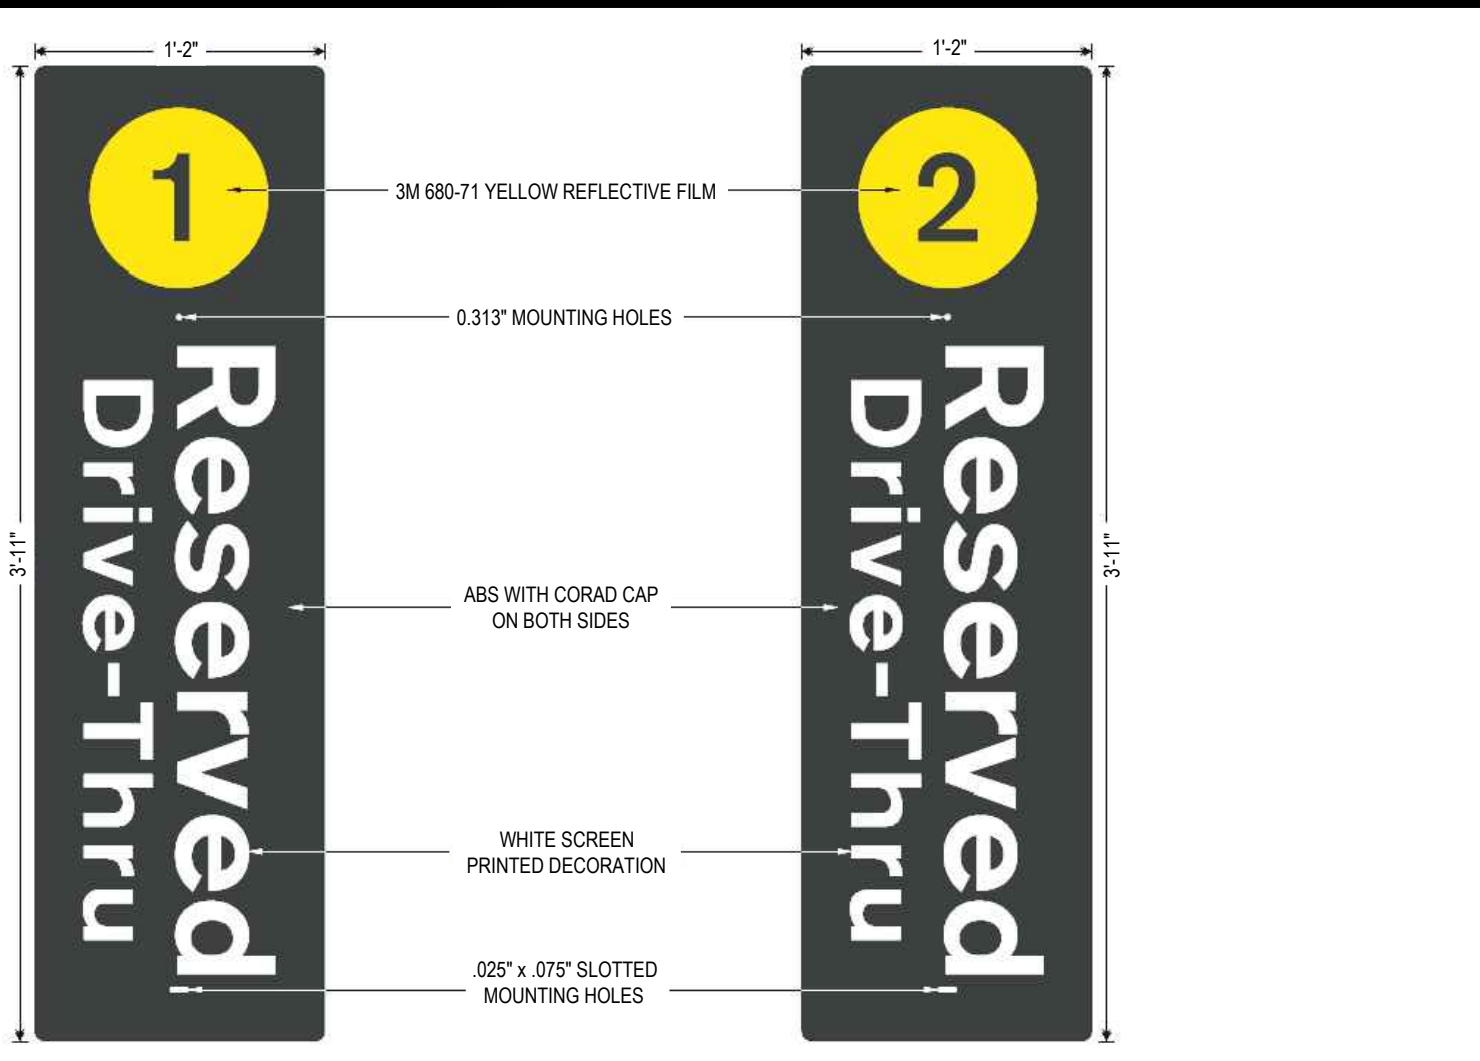 1'-2"
1'-2"
1
2
3M 680-71 YELLOW REFLECTIVE FILM
0.313" MOUNTING HOLES
Reserved
Drive-Thru
Reserved
Drive-Thru
3'-11"
3'-11"
ABS WITH CORAD CAP
ON BOTH SIDES
WHITE SCREEN
PRINTED DECORATION
.025" x .075" SLOTTED
MOUNTING HOLES